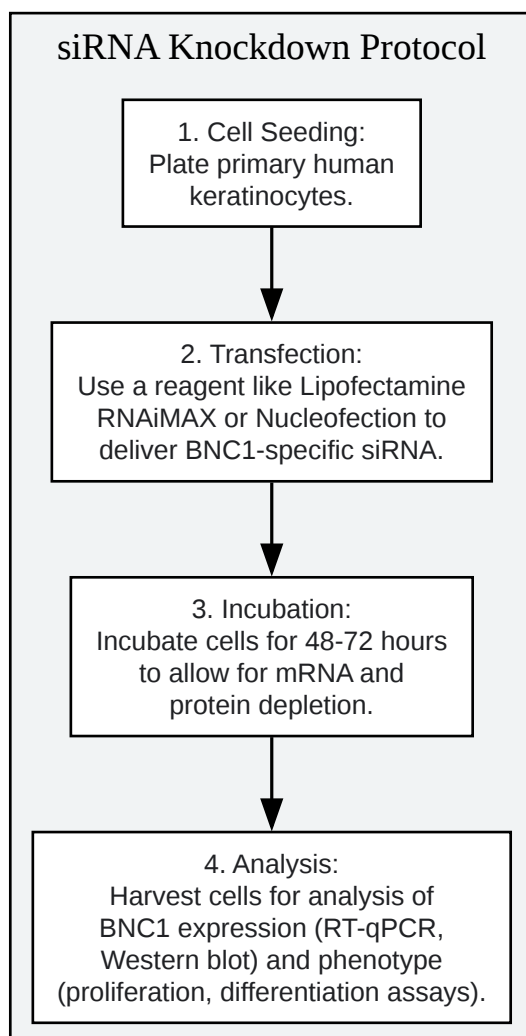 siRNA Knockdown Protocol
1. Cell Seeding:
Plate primary human
keratinocytes.
2. Transfection:
Use a reagent like Lipofectamine
RNAiMAX or Nucleofection to
deliver BNC1-specific siRNA.
3. Incubation:
Incubate cells for 48-72 hours
to allow for mRNA and
protein depletion.
4. Analysis:
Harvest cells for analysis of
BNC1 expression (RT-qPCR,
Western blot) and phenotype
(proliferation, differentiation assays).